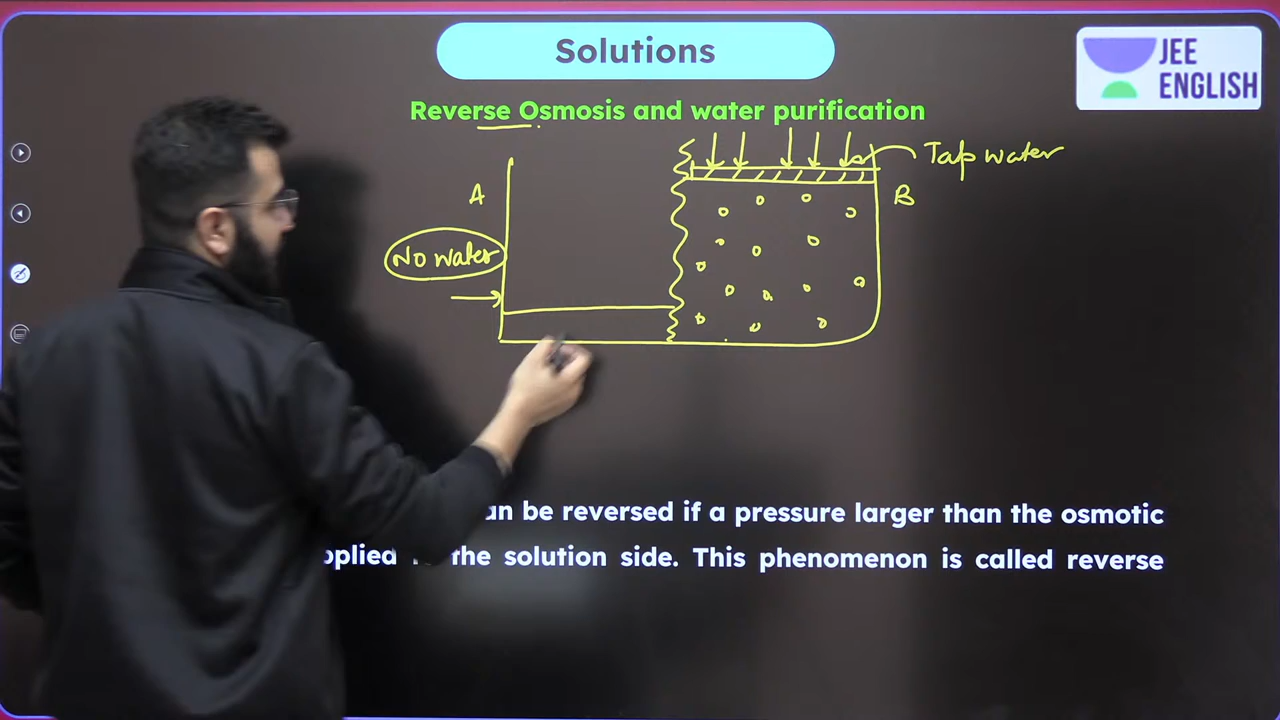 Solutions
JEE
ENGLISH
Reverse Osmosis and water purification
Tap water
A
B
No water
an be reversed if a pressure larger than the osmotic
pplied the solution side. This phenomenon is called reverse